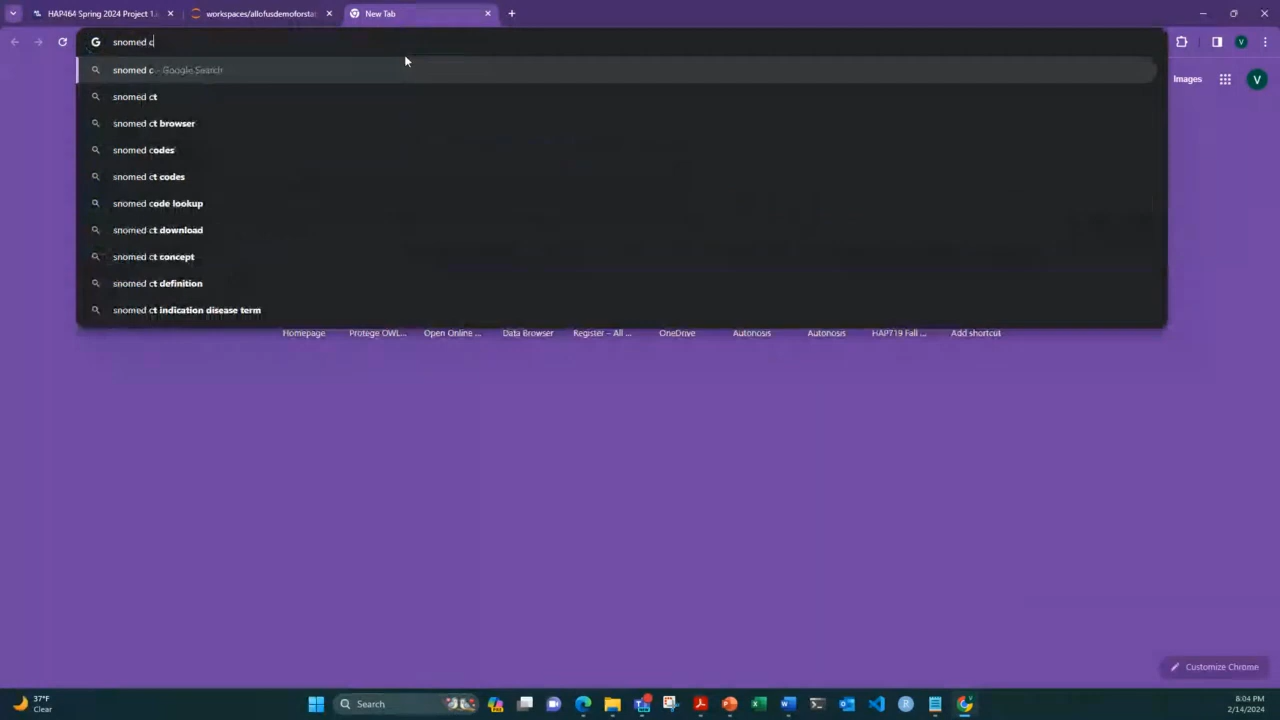 HAP464 Spring 2024 Project 1.
workspaces/allofusdemoforsta
New Tab
snomed c
snomed c - Google Search
snomed ct
snomed ct browser
snomed codes
snomed ct codes
snomed code lookup
snomed ct download
snomed ct concept
snomed ct definition
snomed ct indication disease term
Images
V
V
Homepage
Protege OWL...
Open Online ...
Data Browser
Register – All ...
OneDrive
Autonosis
Autonosis
HAP719 Fall ...
Add shortcut
Customize Chrome
37°F
Clear
Search
8:04 PM
2/14/2024